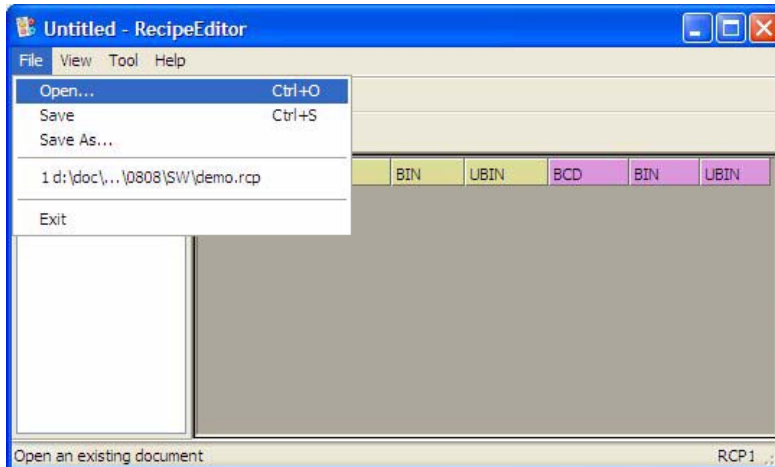 Untitled - RecipeEditor
File View Tool Help
Open... Ctrl+O
Save Ctrl+S
Save As...
1 d:\doc\...\0808\SW\demo.rcp
Exit
BIN UBIN BCD BIN UBIN
Open an existing document RCP1